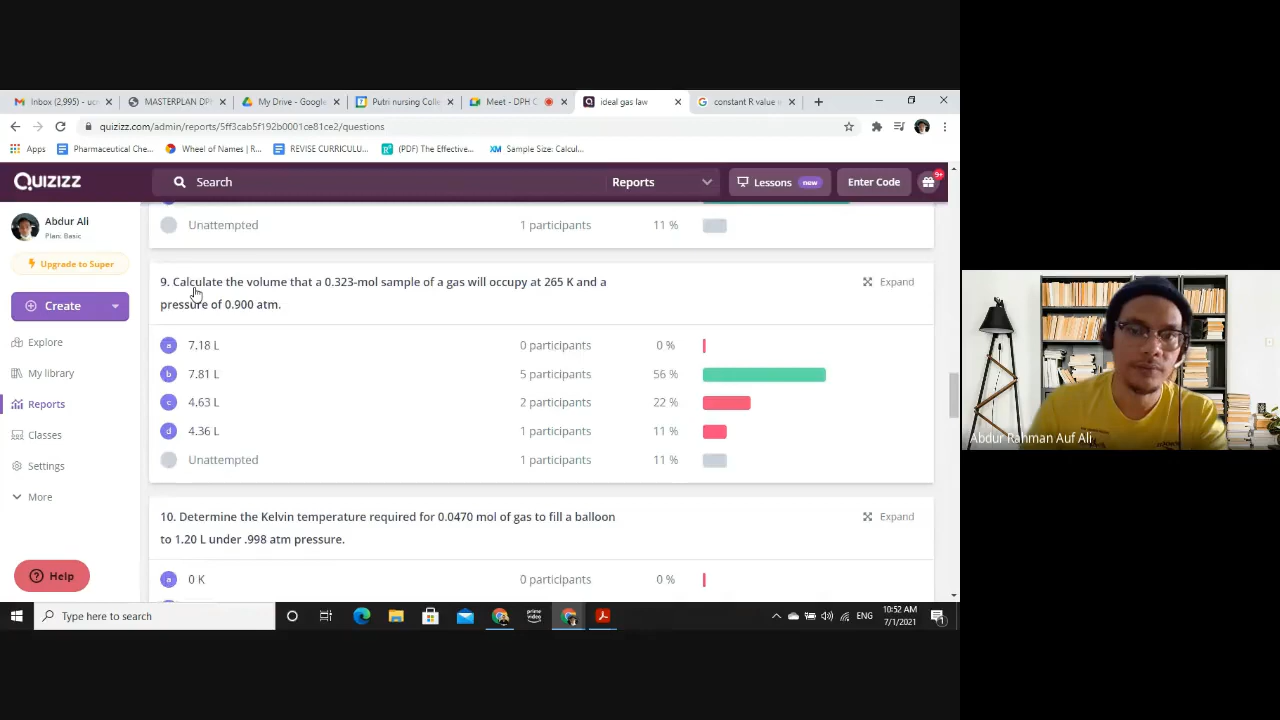 Inbox (2,995) - ucr
MASTERPLAN DPH
My Drive - Google
Putri nursing Colle
Meet - DPH C
ideal gas law
constant R value i
quizizz.com/admin/reports/5ff3cab5f192b0001ce81ce2/questions
Apps
Pharmaceutical Che...
Wheel of Names | R...
REVISE CURRICULU...
(PDF) The Effective...
XM Sample Size: Calcul...
QUIZIZZ
Search
Reports
Lessons new
Enter Code
9+
Abdur Ali
Plan: Basic
Upgrade to Super
Create
Explore
My library
Reports
Classes
Settings
More
Help
Unattempted 1 participants 11 %
9. Calculate the volume that a 0.323-mol sample of a gas will occupy at 265 K and a
pressure of 0.900 atm.
Expand
a 7.18 L 0 participants 0 %
b 7.81 L 5 participants 56 %
c 4.63 L 2 participants 22 %
d 4.36 L 1 participants 11 %
Unattempted 1 participants 11 %
10. Determine the Kelvin temperature required for 0.0470 mol of gas to fill a balloon
to 1.20 L under .998 atm pressure.
Expand
a 0 K 0 participants 0 %
Type here to search
prime
video
ENG
10:52 AM
7/1/2021
1
Abdur Rahman Auf Ali